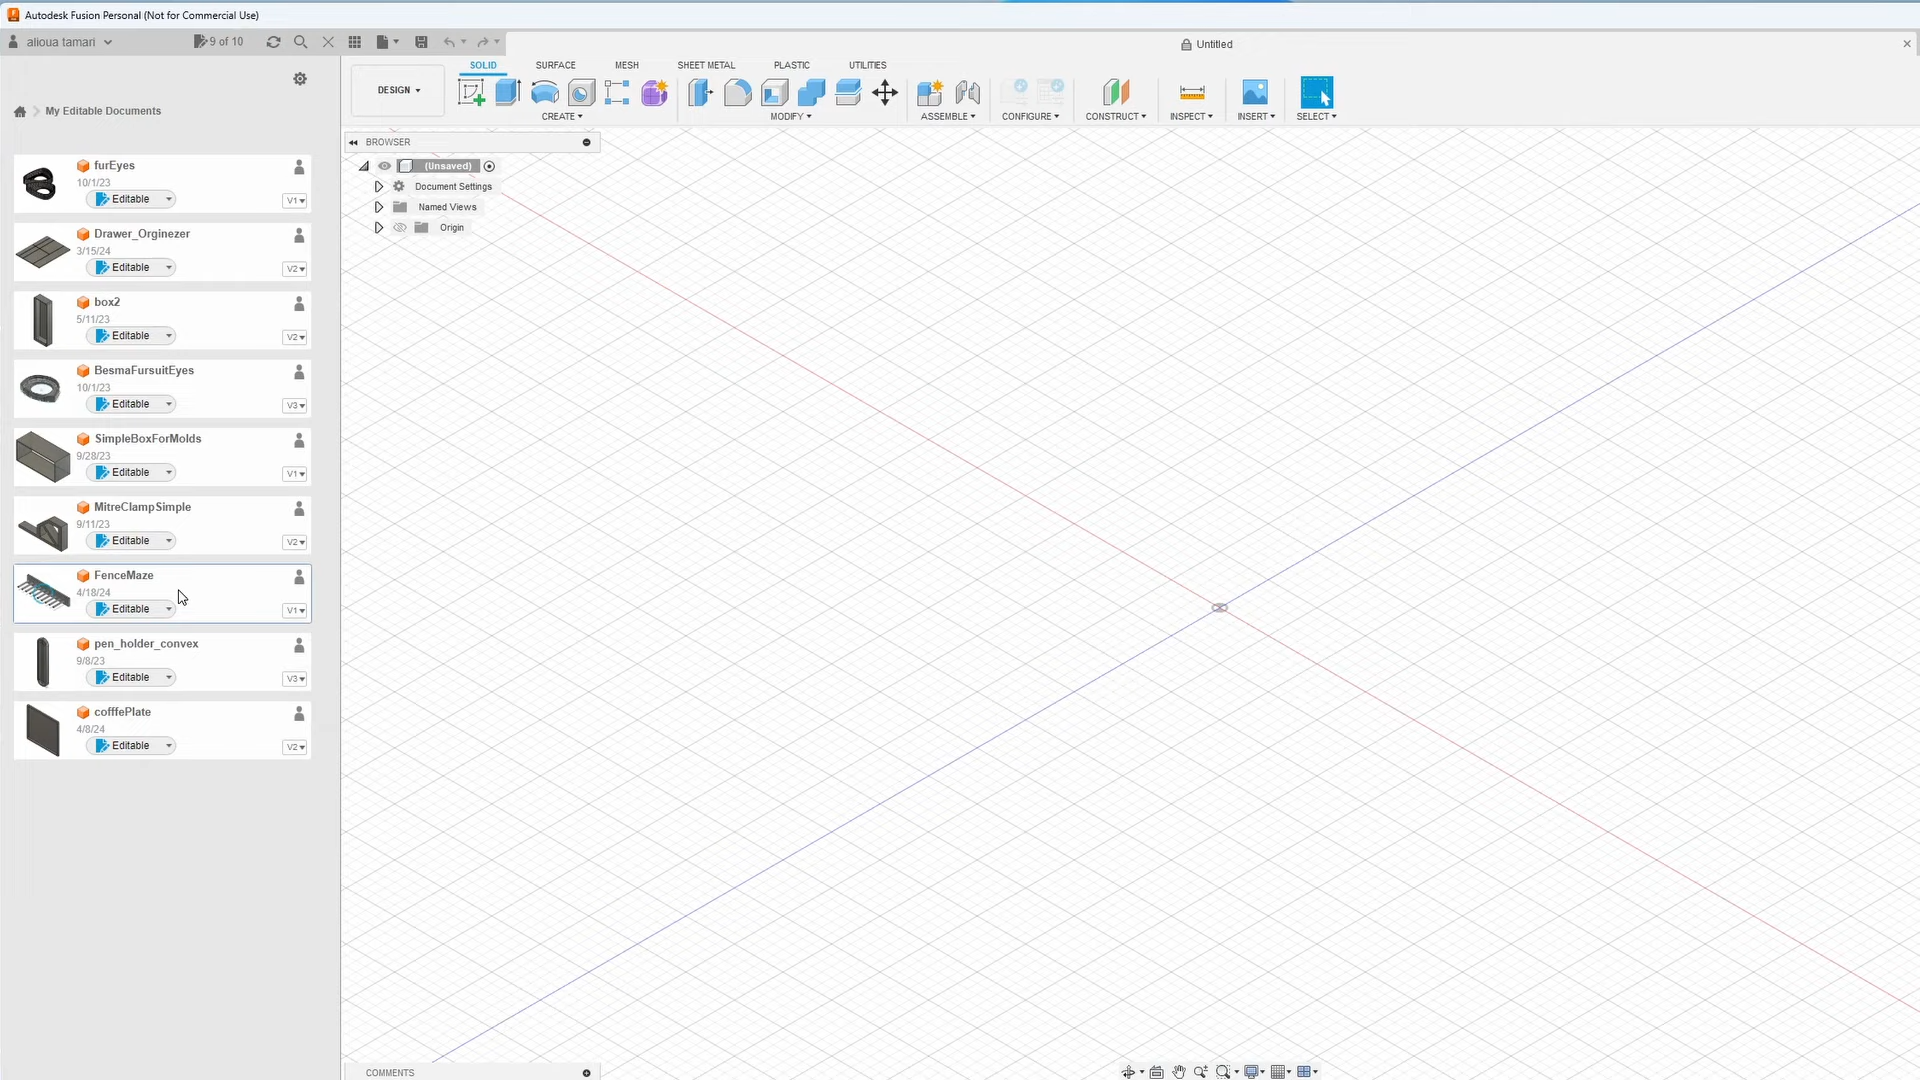 Autodesk Fusion Personal (Not for Commercial Use)
alioua tamari
9 of 10
Untitled
DESIGN
SOLID
SURFACE
MESH
SHEET METAL
PLASTIC
UTILITIES
CREATE
MODIFY
ASSEMBLE
CONFIGURE
CONSTRUCT
INSPECT
INSERT
SELECT
My Editable Documents
BROWSER
(Unsaved)
Document Settings
Named Views
Origin
furEyes
10/1/23
Editable
V1
Drawer_Orginezer
3/15/24
Editable
V2
box2
5/11/23
Editable
V2
BesmaFursuitEyes
10/1/23
Editable
V3
SimpleBoxForMolds
9/28/23
Editable
V1
MitreClampSimple
9/11/23
Editable
V2
FenceMaze
4/18/24
Editable
V1
pen_holder_convex
9/8/23
Editable
V3
cofffePlate
4/8/24
Editable
V2
COMMENTS